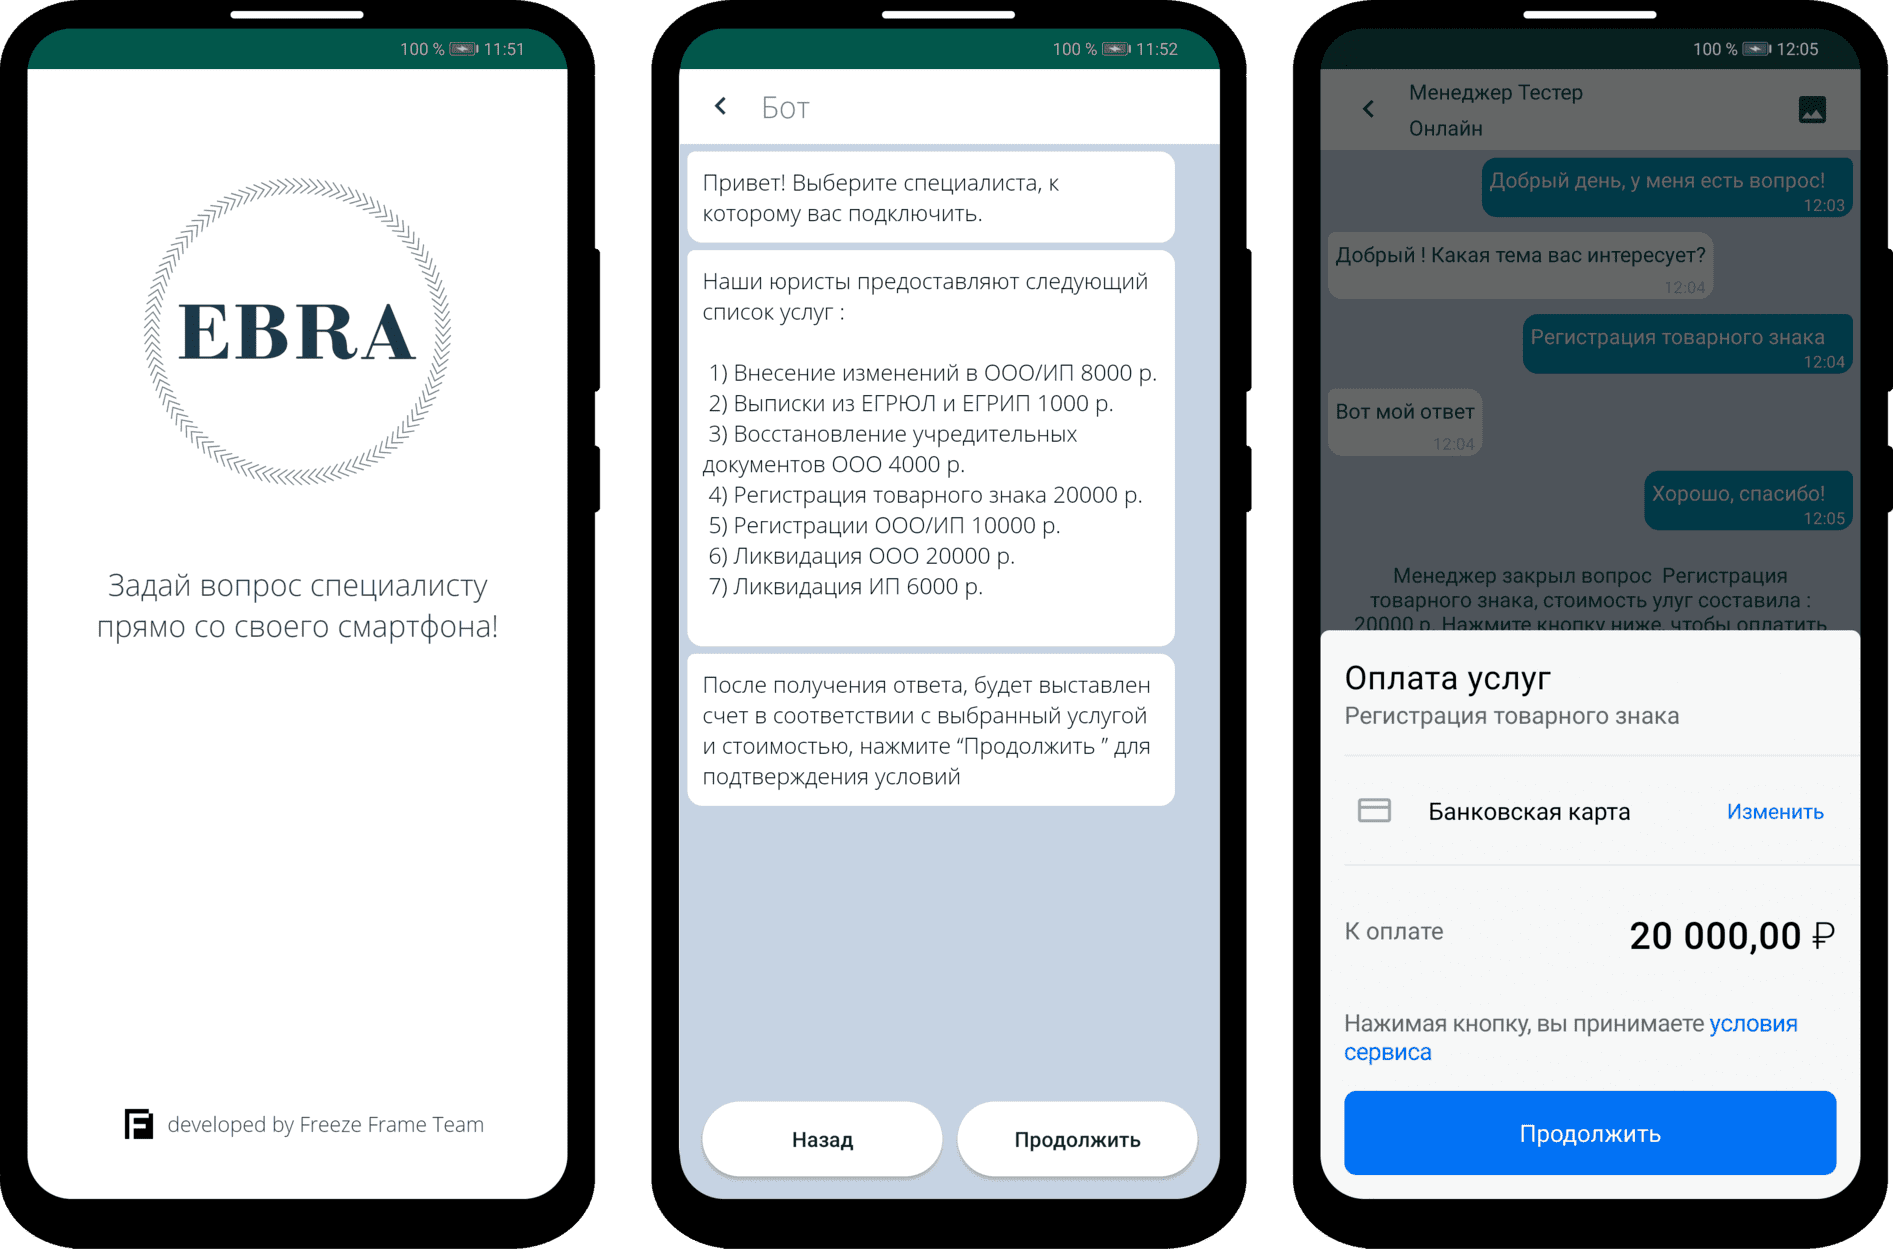 100 % 11:51
EBRA
Задай вопрос специалисту
прямо со своего смартфона!
developed by Freeze Frame Team
100 % 11:52
Бот
Привет! Выберите специалиста, к
которому вас подключить.
Наши юристы предоставляют следующий
список услуг :
1) Внесение изменений в ООО/ИП 8000 р.
2) Выписки из ЕГРЮЛ и ЕГРИП 1000 р.
3) Восстановление учредительных
документов ООО 4000 р.
4) Регистрация товарного знака 20000 р.
5) Регистрации ООО/ИП 10000 р.
6) Ликвидация ООО 20000 р.
7) Ликвидация ИП 6000 р.
После получения ответа, будет выставлен
счет в соответствии с выбранный услугой
и стоимостью, нажмите “Продолжить ” для
подтверждения условий
Назад
Продолжить
100 % 12:05
Менеджер Тестер
Онлайн
Добрый день, у меня есть вопрос!
12:03
Добрый ! Какая тема вас интересует?
12:04
Регистрация товарного знака
12:04
Вот мой ответ
12:04
Хорошо, спасибо!
12:05
Менеджер закрыл вопрос  Регистрация
товарного знака, стоимость улуг составила :
20000 р. Нажмите кнопку ниже, чтобы оплатить
Оплата услуг
Регистрация товарного знака
Банковская карта Изменить
К оплате 20 000,00 ₽
Нажимая кнопку, вы принимаете условия
сервиса
Продолжить